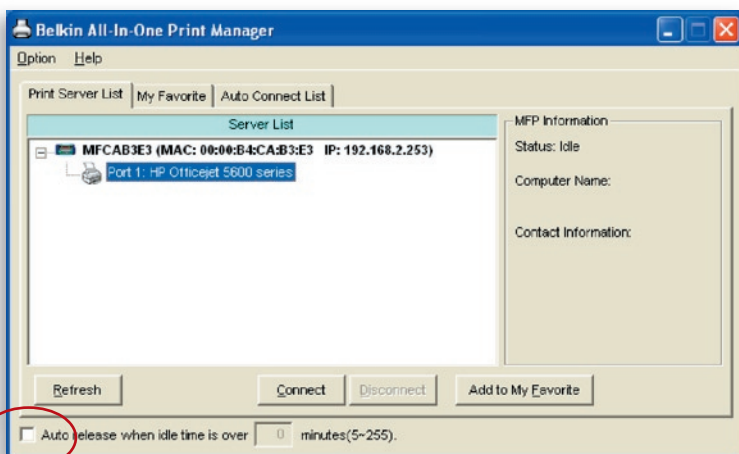 Belkin All-In-One Print Manager
Option Help
Print Server List My Favorite Auto Connect List
Server List
MFCAB3E3 (MAC: 00:00:B4:CA:B3:E3 IP: 192.168.2.253)
Port 1: HP Officejet 5600 series
MFP Information
Status: Idle
Computer Name:
Contact Information:
Refresh Connect Disconnect Add to My Favorite
Auto release when idle time is over 0 minutes(5~255).